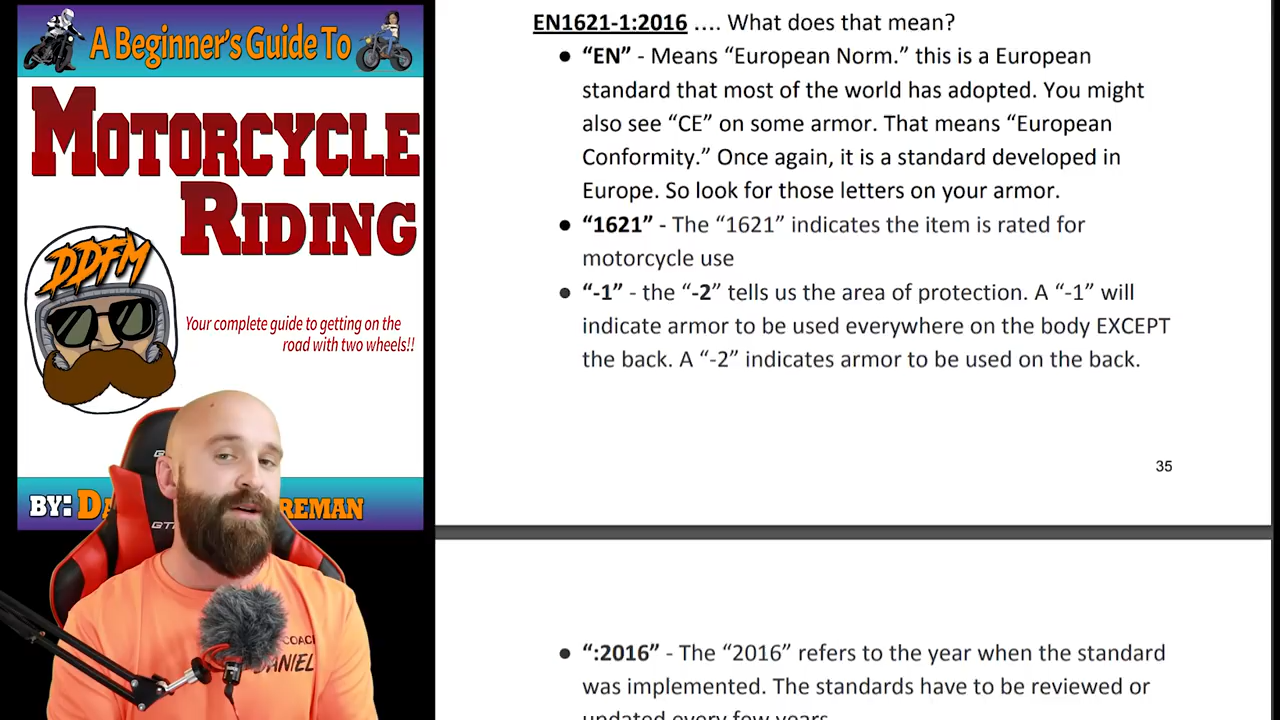 A Beginner's Guide To
MOTORCYCLE
RIDING
DDFM
Your complete guide to getting on the
road with two wheels!!
BY: DA
REMAN
GT
COACH
DANIEL
EN1621-1:2016 .... What does that mean?
● “EN” - Means “European Norm.” this is a European
standard that most of the world has adopted. You might
also see “CE” on some armor. That means “European
Conformity.” Once again, it is a standard developed in
Europe. So look for those letters on your armor.
● “1621” - The “1621” indicates the item is rated for
motorcycle use
● “-1” - the “-2” tells us the area of protection. A “-1” will
indicate armor to be used everywhere on the body EXCEPT
the back. A “-2” indicates armor to be used on the back.
35
● “:2016” - The “2016” refers to the year when the standard
was implemented. The standards have to be reviewed or
updated every few years